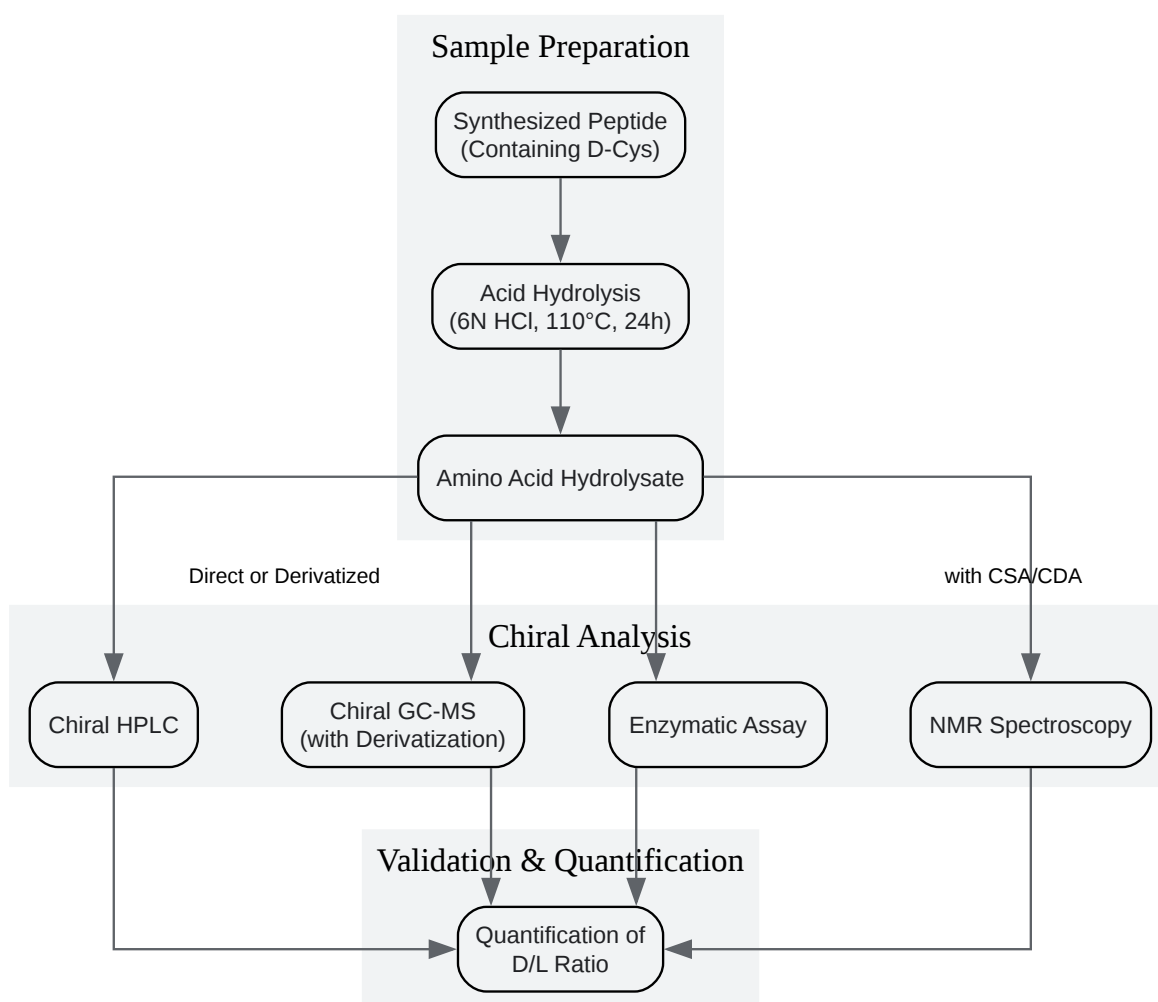 Sample Preparation
Synthesized Peptide
(Containing D-Cys)
Acid Hydrolysis
(6N HCl, 110°C, 24h)
Amino Acid Hydrolysate
Direct or Derivatized
with CSA/CDA
Chiral Analysis
Chiral HPLC
Chiral GC-MS
(with Derivatization)
Enzymatic Assay
NMR Spectroscopy
Validation & Quantification
Quantification of
D/L Ratio